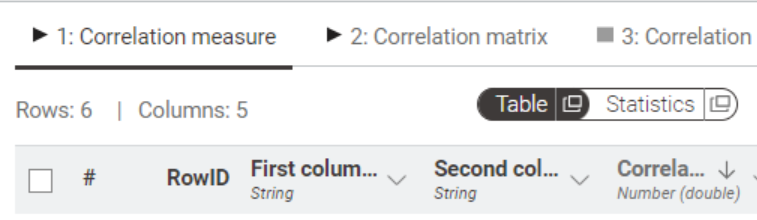 1: Correlation measure 2: Correlation matrix 3: Correlation
Rows: 6 | Columns: 5 Table Statistics
# RowID First colum... Second col... Correla...
String String Number (double)